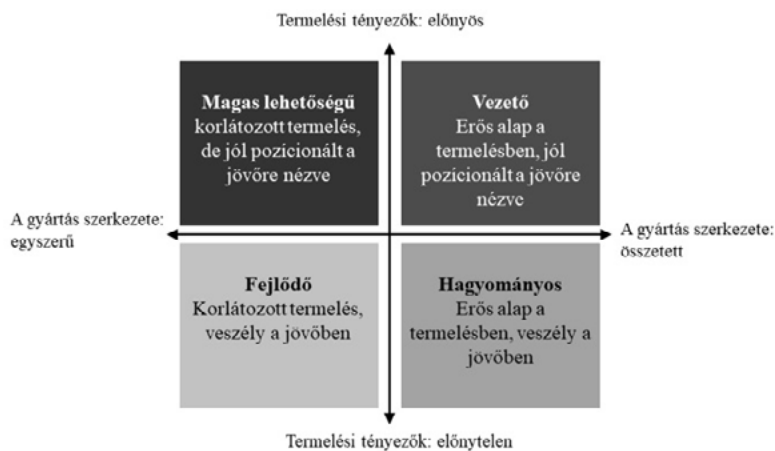 Termelési tényezők: előnyös
Magas lehetőségű
korlátozott termelés,
de jól pozícionált a
jövőre nézve
Vezető
Erős alap a
termelésben, jól
pozícionált a jövőre
nézve
A gyártás szerkezete:
egyszerű
A gyártás szerkezete:
összetett
Fejlődő
Korlátozott termelés,
veszély a jövőben
Hagyományos
Erős alap a
termelésben, veszély a
jövőben
Termelési tényezők: előnytelen